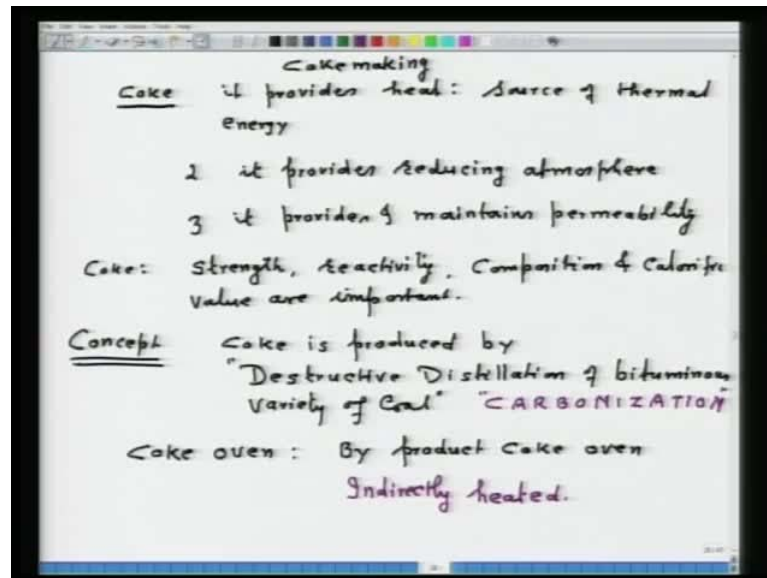 Cokemaking
Coke it provides heat: Source of thermal
energy
2 it provides reducing atmosphere
3 it provides & maintains permeability
Coke: Strength, reactivity, Composition & Calorific
value are important.
Concept Coke is produced by
"Destructive Distillation of bituminous
variety of Coal" "CARBONIZATION"
Coke oven: By product Coke oven
Indirectly heated.